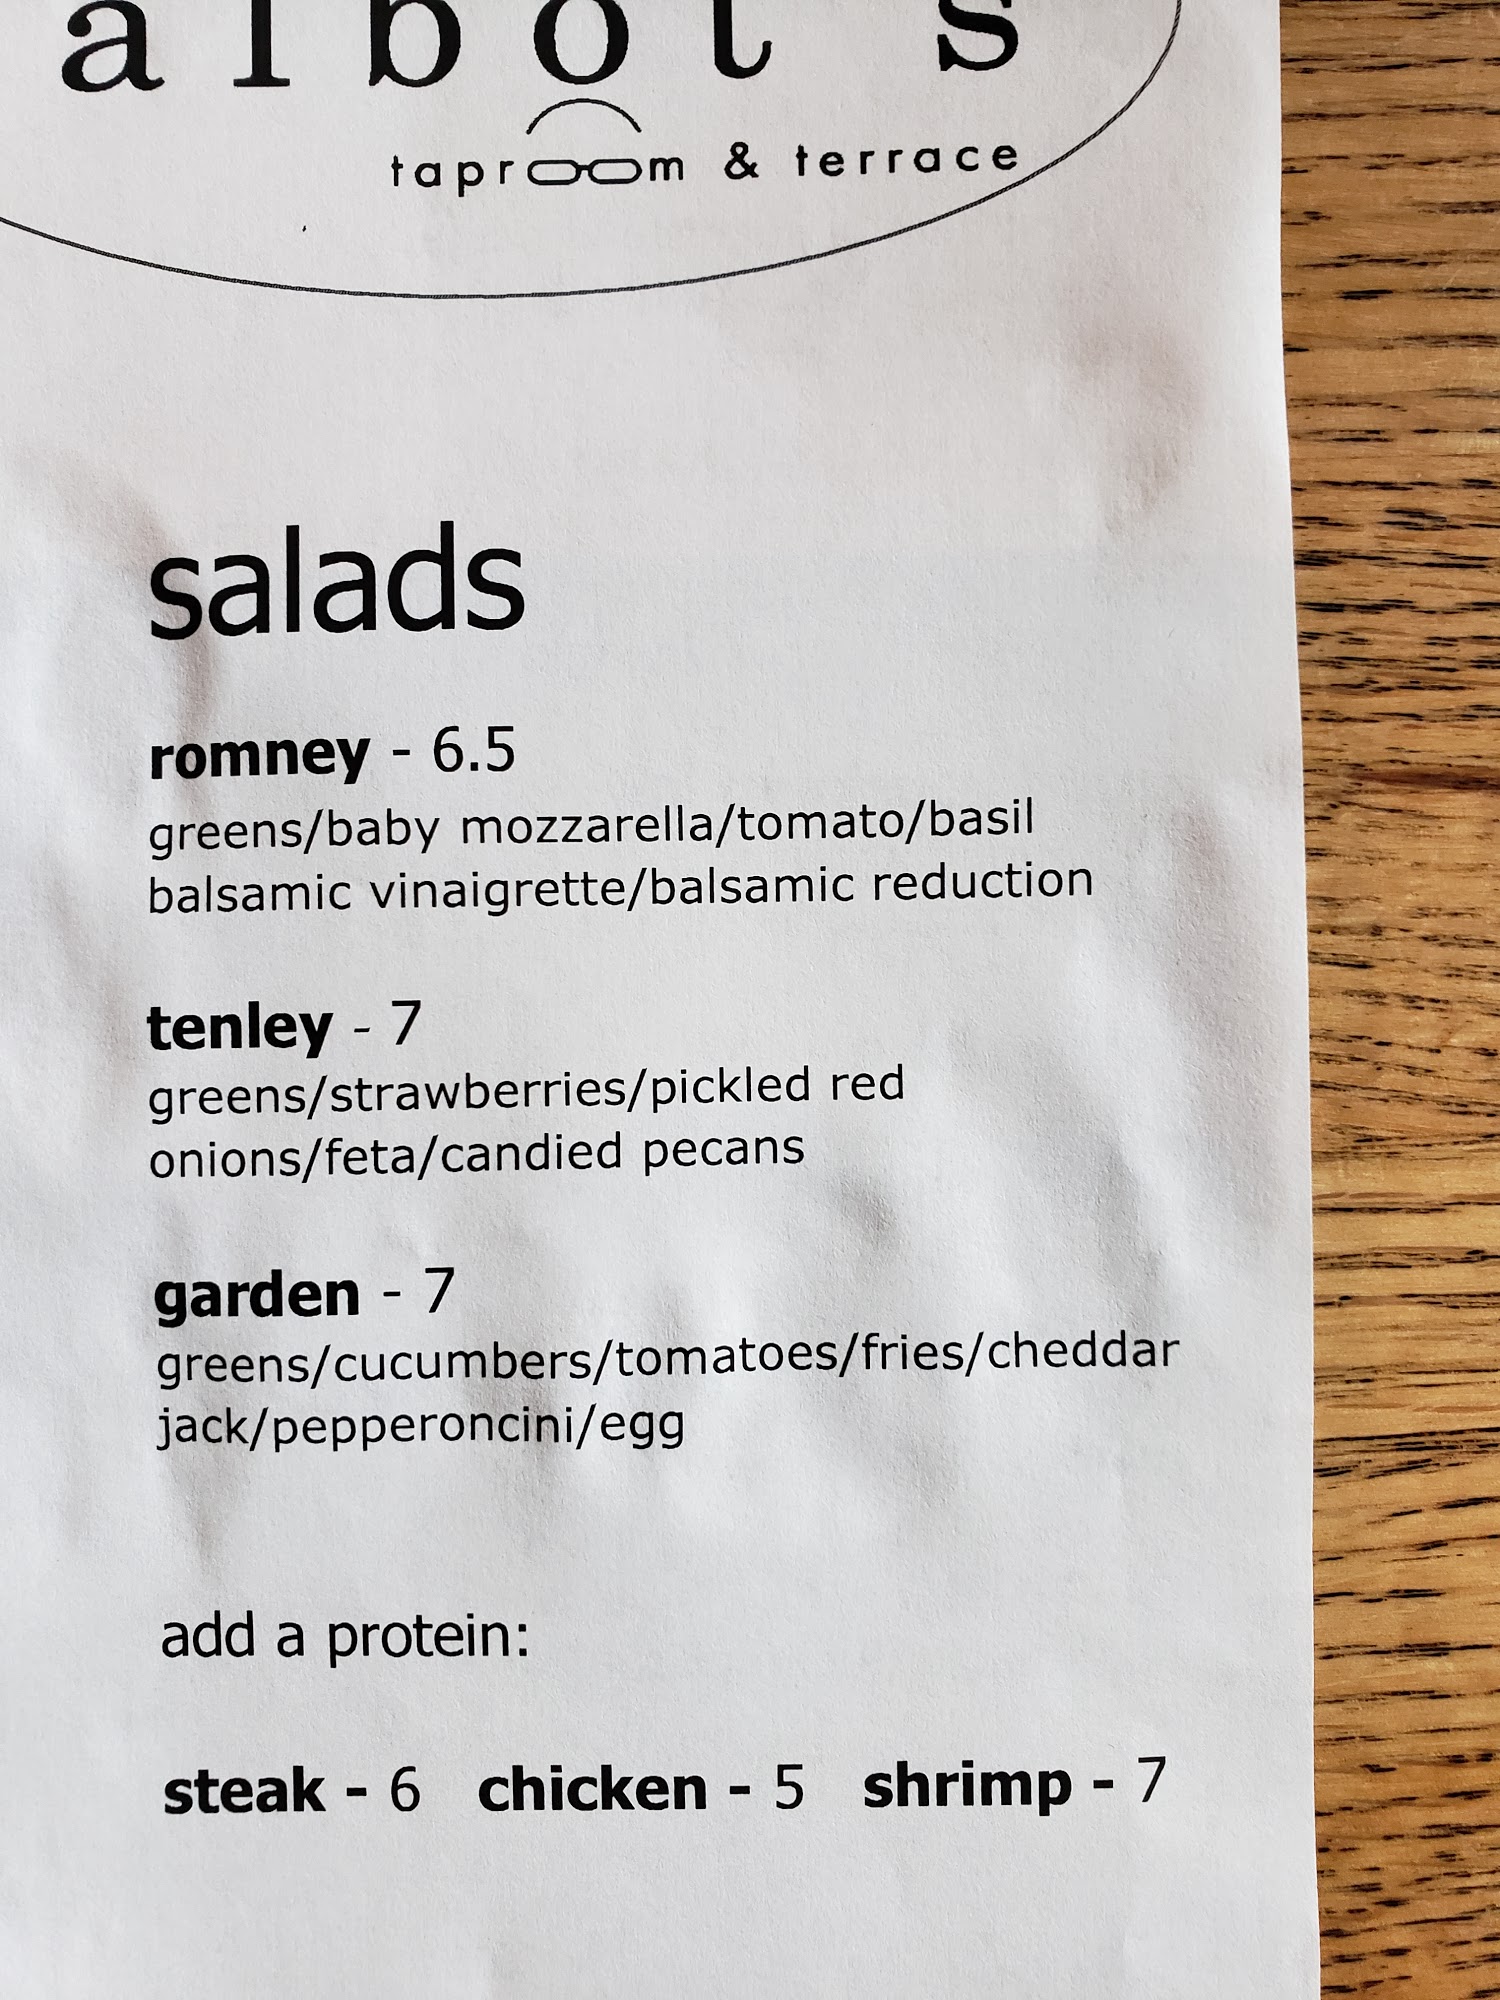 albot's
taproom & terrace
salads
romney - 6.5
greens/baby mozzarella/tomato/basil
balsamic vinaigrette/balsamic reduction
tenley - 7
greens/strawberries/pickled red
onions/feta/candied pecans
garden - 7
greens/cucumbers/tomatoes/fries/cheddar
jack/pepperoncini/egg
add a protein:
steak - 6 chicken - 5 shrimp - 7